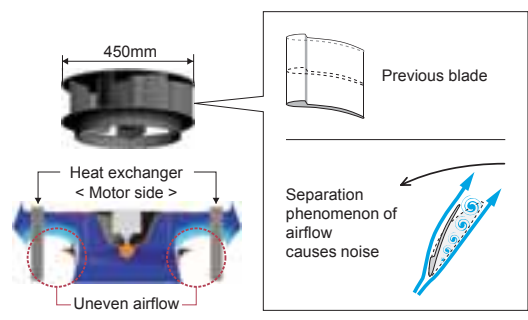 450mm
Heat exchanger
< Motor side >
Uneven airflow
Previous blade
Separation
phenomenon of
airflow
causes noise